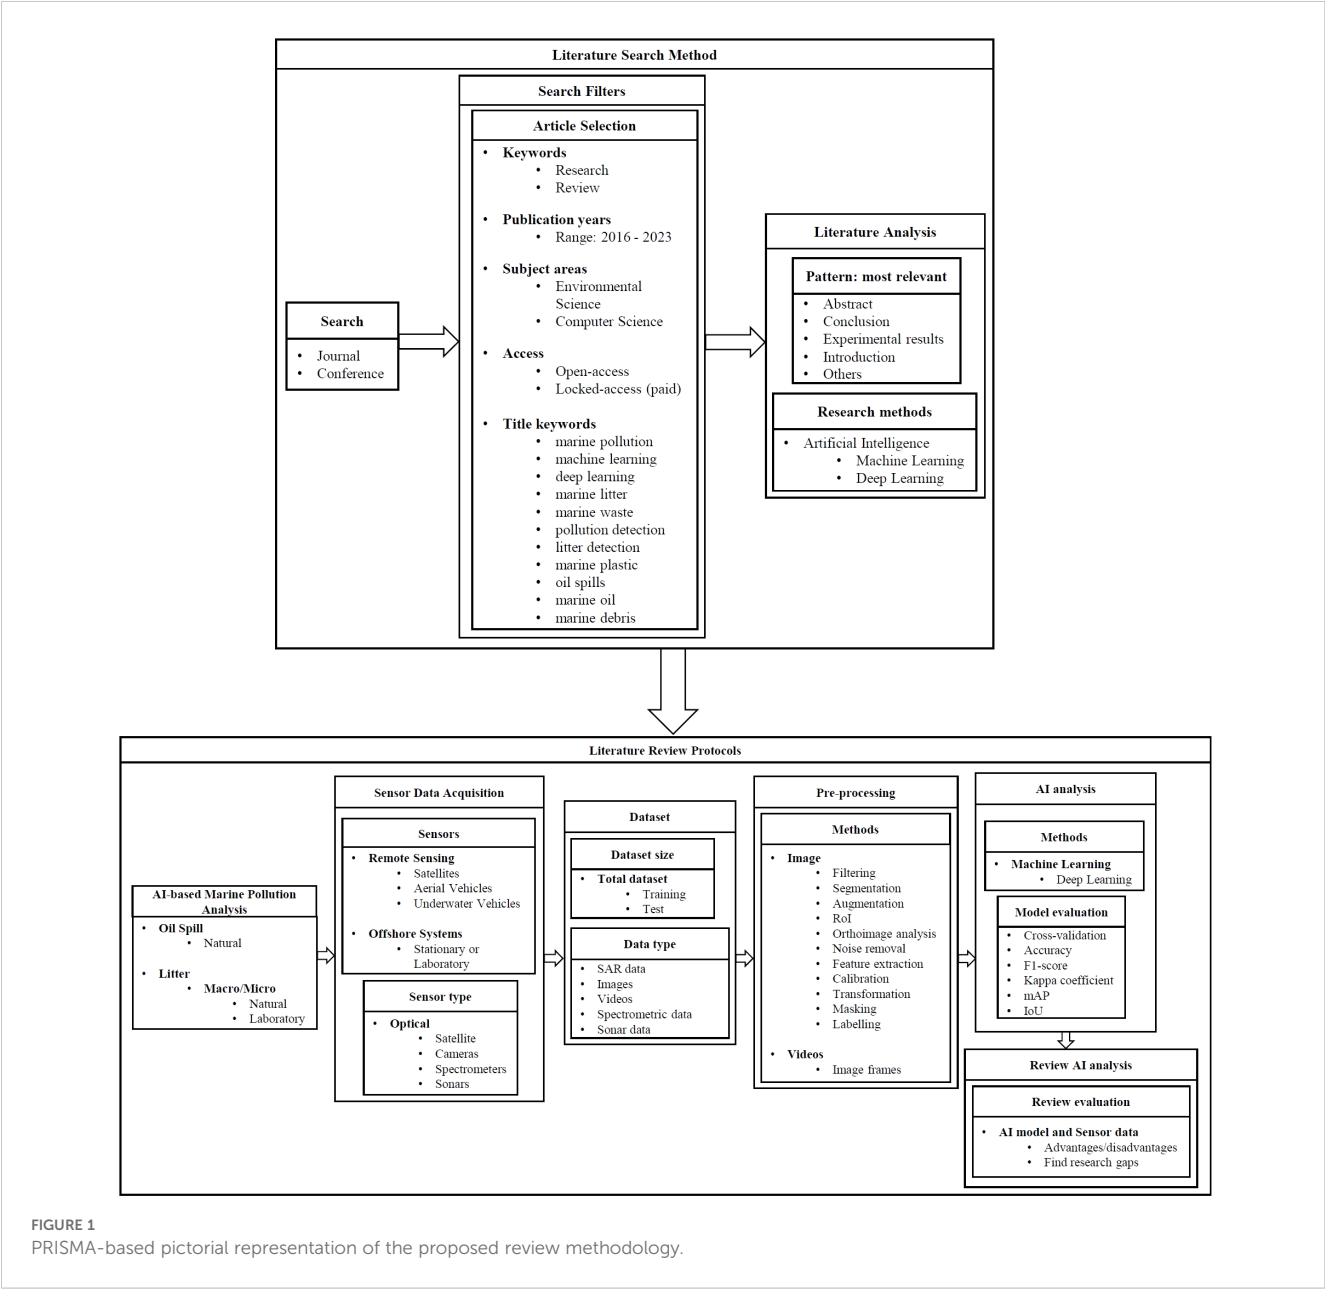 Literature Search Method
Search
• Journal
• Conference
Search Filters
Article Selection
• Keywords
• Research
• Review
• Publication years
• Range: 2016 - 2023
• Subject areas
• Environmental
Science
• Computer Science
• Access
• Open-access
• Locked-access (paid)
• Title keywords
• marine pollution
• machine learning
• deep learning
• marine litter
• marine waste
• pollution detection
• litter detection
• marine plastic
• oil spills
• marine oil
• marine debris
Literature Analysis
Pattern: most relevant
• Abstract
• Conclusion
• Experimental results
• Introduction
• Others
Research methods
• Artificial Intelligence
• Machine Learning
• Deep Learning
Literature Review Protocols
AI-based Marine Pollution
Analysis
• Oil Spill
• Natural
• Litter
• Macro/Micro
• Natural
• Laboratory
Sensor Data Acquisition
Sensors
• Remote Sensing
• Satellites
• Aerial Vehicles
• Underwater Vehicles
• Offshore Systems
• Stationary or
Laboratory
Sensor type
• Optical
• Satellite
• Cameras
• Spectrometers
• Sonars
Dataset
Dataset size
• Total dataset
• Training
• Test
Data type
• SAR data
• Images
• Videos
• Spectrometric data
• Sonar data
Pre-processing
Methods
• Image
• Filtering
• Segmentation
• Augmentation
• RoI
• Orthoimage analysis
• Noise removal
• Feature extraction
• Calibration
• Transformation
• Masking
• Labelling
• Videos
• Image frames
AI analysis
Methods
• Machine Learning
• Deep Learning
Model evaluation
• Cross-validation
• Accuracy
• F1-score
• Kappa coefficient
• mAP
• IoU
Review AI analysis
Review evaluation
• AI model and Sensor data
• Advantages/disadvantages
• Find research gaps
FIGURE 1
PRISMA-based pictorial representation of the proposed review methodology.